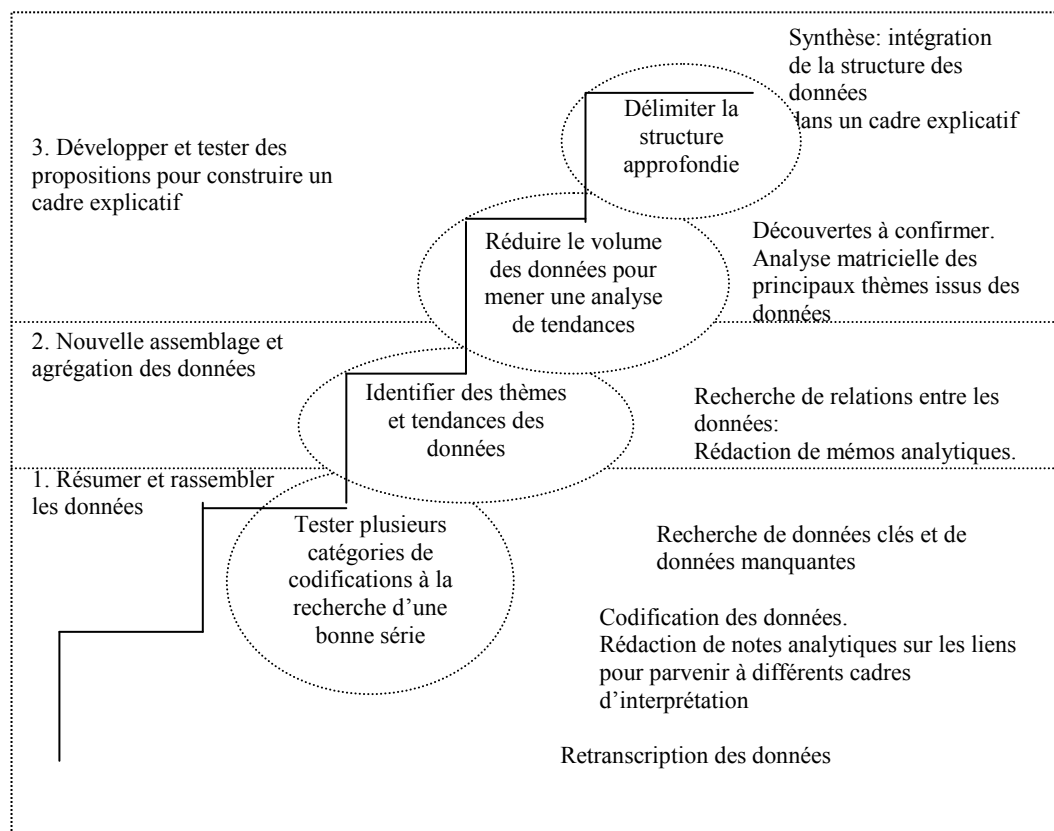 Synthèse: intégration
de la structure des
données
dans un cadre explicatif
Délimiter la
structure
approfondie
3. Développer et tester des
propositions pour construire un
cadre explicatif
Réduire le volume
des données pour
mener une analyse
de tendances
Découvertes à confirmer.
Analyse matricielle des
principaux thèmes issus des
données
2. Nouvelle assemblage et
agrégation des données
Identifier des thèmes
et tendances des
données
Recherche de relations entre les
données:
Rédaction de mémos analytiques.
1. Résumer et rassembler
les données
Tester plusieurs
catégories de
codifications à la
recherche d’une
bonne série
Recherche de données clés et de
données manquantes
Codification des données.
Rédaction de notes analytiques sur les liens
pour parvenir à différents cadres
d’interprétation
Retranscription des données